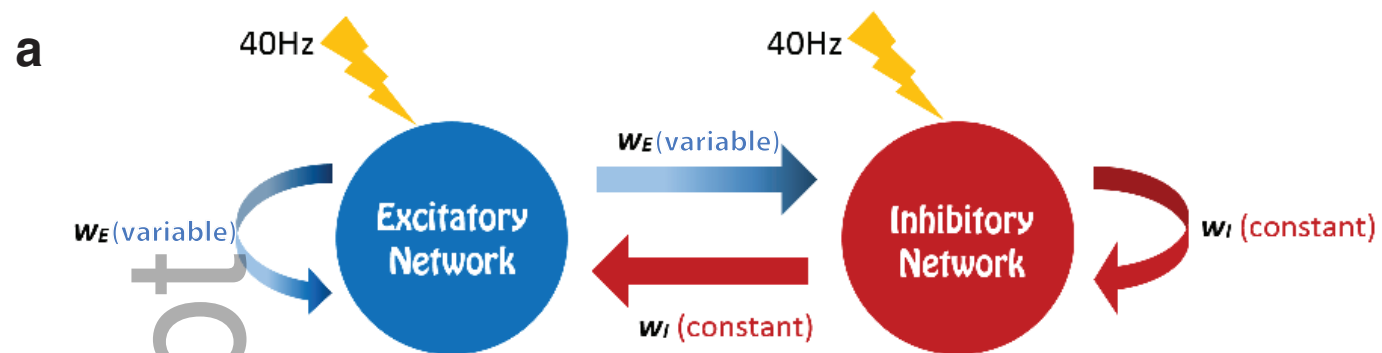 a
40Hz
40Hz
wE (variable)
Excitatory
Network
Inhibitory
Network
wE (variable)
wI (constant)
wI (constant)